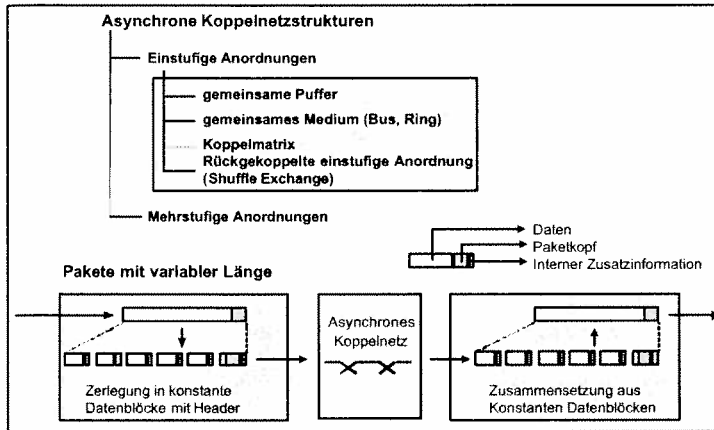 Asynchrone Koppelnetzstrukturen
Einstufige Anordnungen
gemeinsame Puffer
gemeinsames Medium (Bus, Ring)
Koppelmatrix
Rückgekoppelte einstufige Anordnung
(Shuffle Exchange)
Mehrstufige Anordnungen
Daten
Paketkopf
Interner Zusatzinformation
Pakete mit variabler Länge
Asynchrones
Koppelnetz
Zerlegung in konstante
Datenblöcke mit Header
Zusammensetzung aus
Konstanten Datenblöcken